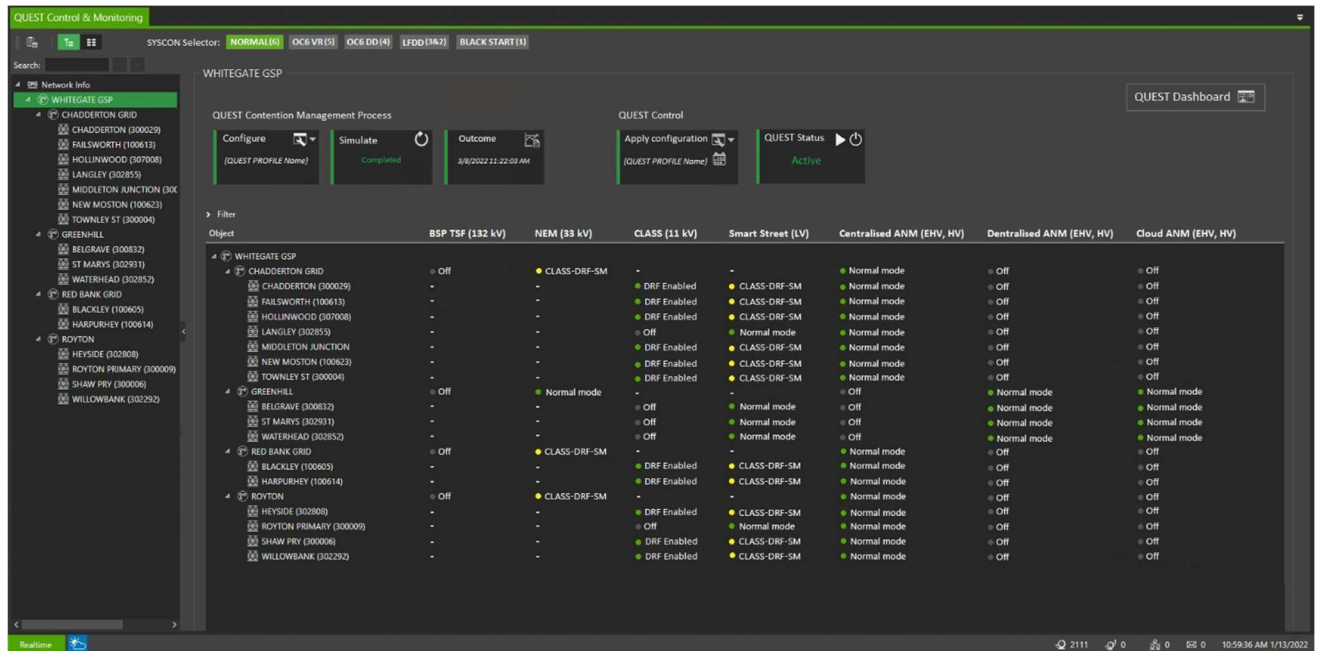 QUEST Control & Monitoring
SYSCON Selector: NORMAL(6) OC6 VR(5) OC6 DD(4) LFDD(3&2) BLACK START(1)
Search:
Network Info
WHITEGATE GSP
CHADDERTON GRID
CHADDERTON (300029)
FAILSWORTH (100613)
HOLLINWOOD (307008)
LANGLEY (302855)
MIDDLETON JUNCTION (30
NEW MOSTON (100623)
TOWNLEY ST (300004)
GREENHILL
BELGRAVE (300832)
ST MARYS (302931)
WATERHEAD (302852)
RED BANK GRID
BLACKLEY (100605)
HARPURHEY (100614)
ROYTON
HEYSIDE (302808)
ROYTON PRIMARY (300009)
SHAW PRY (300006)
WILLOWBANK (302292)
WHITEGATE GSP
QUEST Dashboard
QUEST Contention Management Process
QUEST Control
Configure
(QUEST PROFILE Name)
Simulate
Completed
Outcome
3/8/2022 11:22:03 AM
Apply configuration
(QUEST PROFILE Name)
QUEST Status
Active
> Filter
Object BSP TSF (132 kV) NEM (33 kV) CLASS (11 kV) Smart Street (LV) Centralised ANM (EHV, HV) Dentralised ANM (EHV, HV) Cloud ANM (EHV, HV)
WHITEGATE GSP
CHADDERTON GRID Off CLASS-DRF-SM - - Normal mode Off Off
CHADDERTON (300029) - - DRF Enabled CLASS-DRF-SM Normal mode Off Off
FAILSWORTH (100613) - - DRF Enabled CLASS-DRF-SM Normal mode Off Off
HOLLINWOOD (307008) - - DRF Enabled CLASS-DRF-SM Normal mode Off Off
LANGLEY (302855) - - Off Normal mode Normal mode Off Off
MIDDLETON JUNCTION - - DRF Enabled CLASS-DRF-SM Normal mode Off Off
NEW MOSTON (100623) - - DRF Enabled CLASS-DRF-SM Normal mode Off Off
TOWNLEY ST (300004) - - DRF Enabled CLASS-DRF-SM Normal mode Off Off
GREENHILL Off Normal mode - - Off Normal mode Normal mode
BELGRAVE (300832) - - Off Normal mode Off Normal mode Normal mode
ST MARYS (302931) - - Off Normal mode Off Normal mode Normal mode
WATERHEAD (302852) - - Off Normal mode Off Normal mode Normal mode
RED BANK GRID Off CLASS-DRF-SM - - Normal mode Off Off
BLACKLEY (100605) - - DRF Enabled CLASS-DRF-SM Normal mode Off Off
HARPURHEY (100614) - - DRF Enabled CLASS-DRF-SM Normal mode Off Off
ROYTON Off CLASS-DRF-SM - - Normal mode Off Off
HEYSIDE (302808) - - DRF Enabled CLASS-DRF-SM Normal mode Off Off
ROYTON PRIMARY (300009) - - Off Normal mode Normal mode Off Off
SHAW PRY (300006) - - DRF Enabled CLASS-DRF-SM Normal mode Off Off
WILLOWBANK (302292) - - DRF Enabled CLASS-DRF-SM Normal mode Off Off
Realtime 2111 0 0 0 10:59:36 AM 1/13/2022